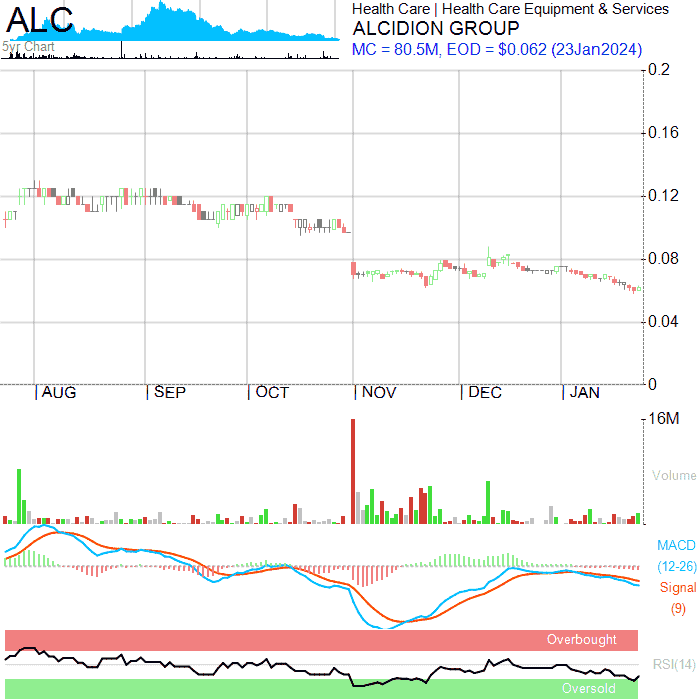 ALC
5yr Chart
Health Care | Health Care Equipment & Services
ALCIDION GROUP
MC = 80.5M, EOD = $0.062 (23Jan2024)
0.2
0.16
0.12
0.08
0.04
0
AUG SEP OCT NOV DEC JAN
16M
Volume
MACD
(12-26)
Signal
(9)
Overbought
RSI(14)
Oversold